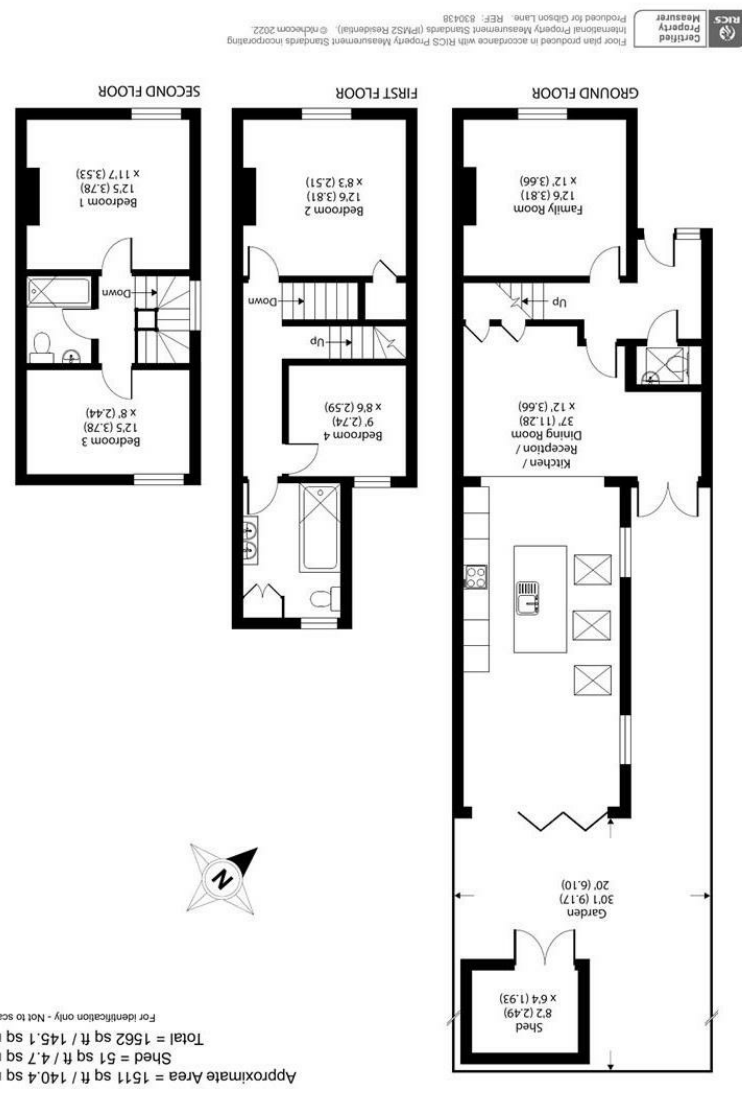 Approximate Area = 1511 sq ft / 140.4 sq
Shed = 51 sq ft / 4.7 sq
Total = 1562 sq ft / 145.1 sq
For identification only - Not to
Shed
8'2 (2.49)
x 6'4 (1.93)
Garden
30'1 (9.17)
20' (6.10)
N
Kitchen /
Reception /
Dining Room
37' (11.28)
x 12' (3.66)
Up
Family Room
12'6 (3.81)
x 12' (3.66)
GROUND FLOOR
Bedroom 4
9' (2.74)
x 8'6 (2.59)
Up
Down
Bedroom 2
12'6 (3.81)
x 8'3 (2.51)
FIRST FLOOR
Bedroom 3
12'5 (3.78)
x 8' (2.44)
Down
Bedroom 1
12'5 (3.78)
x 11'7 (3.53)
SECOND FLOOR
RICS
Certified
Property
Measurer
Floor plan produced in accordance with RICS Property Measurement Standards incorporating
International Property Measurement Standards (IPMS2 Residential). © nichecom 2022.
Produced for Gibson Lane. REF: 830438